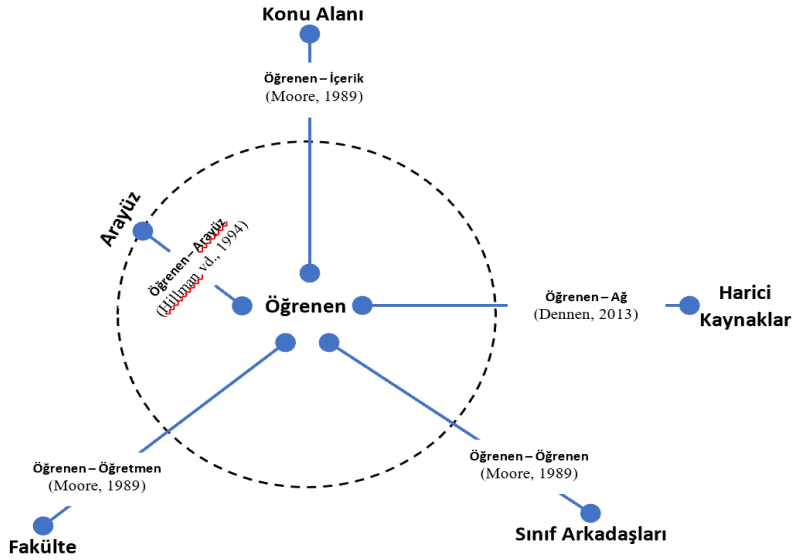 Konu Alanı
Öğrenen – İçerik
(Moore, 1989)
Arayüz
Öğrenen – Arayüz
(Hillman vd., 1994)
Öğrenen
Öğrenen – Ağ
(Dennen, 2013)
Harici
Kaynaklar
Öğrenen – Öğretmen
(Moore, 1989)
Öğrenen – Öğrenen
(Moore, 1989)
Fakülte
Sınıf Arkadaşları